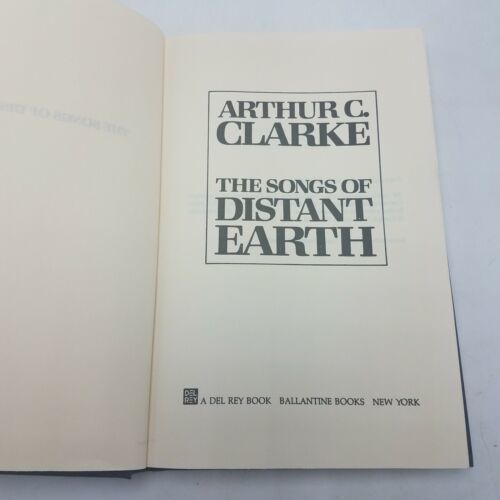 ARTHUR C.
CLARKE
THE SONGS OF
DISTANT
EARTH
DEL
REY
A DEL REY BOOK BALLANTINE BOOKS NEW YORK